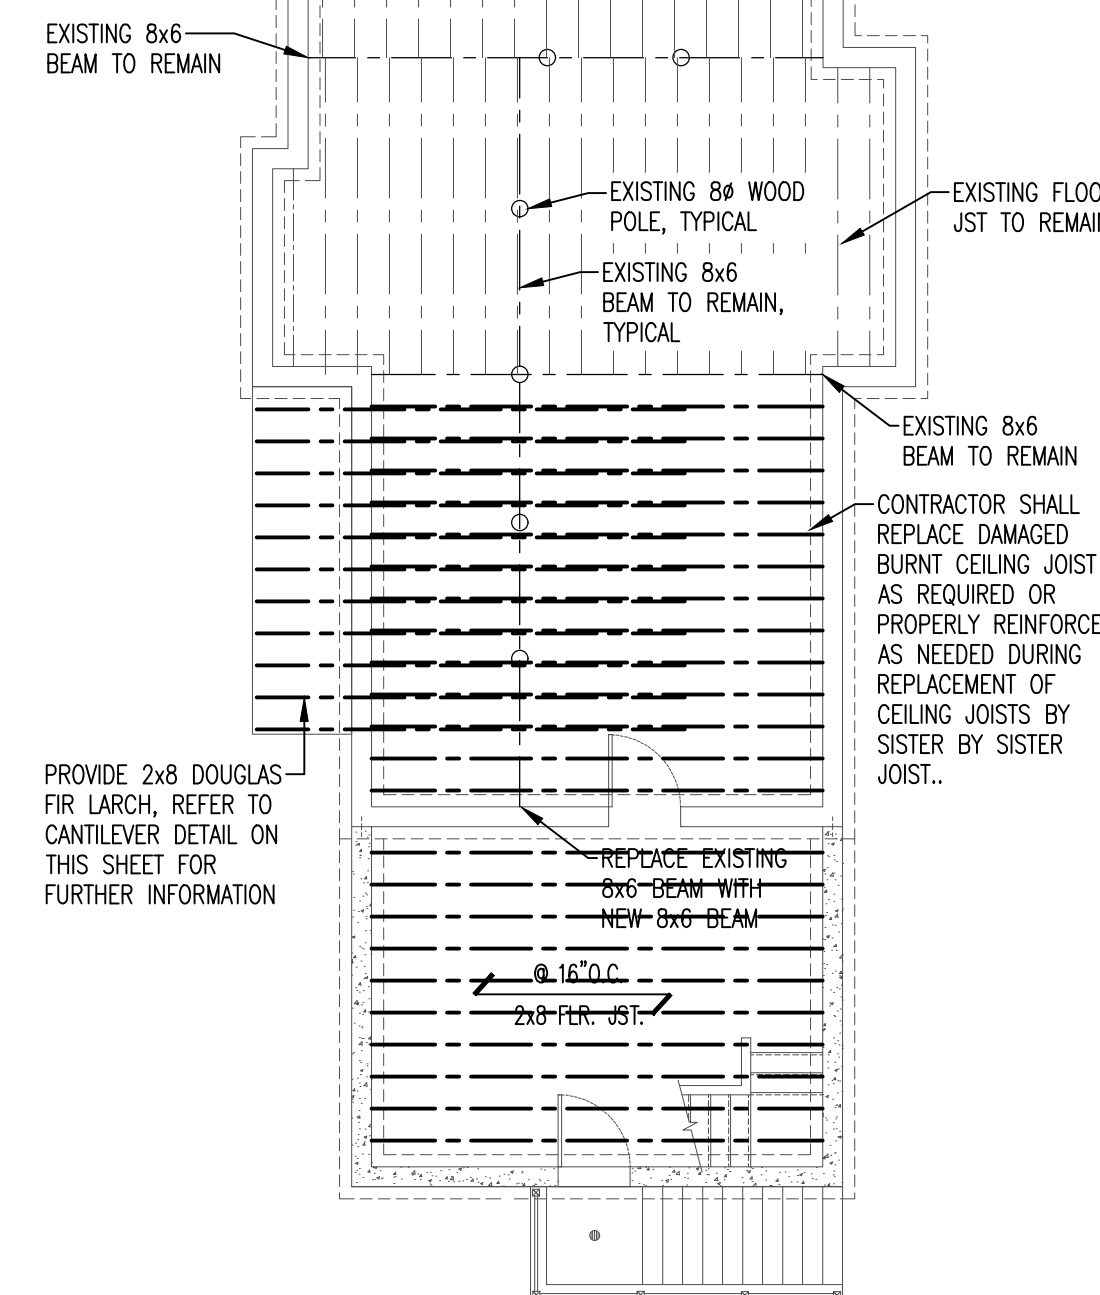 EXISTING 8x6
BEAM TO REMAIN
EXISTING 8ø WOOD
POLE, TYPICAL
EXISTING FLOO
JST TO REMAI
EXISTING 8x6
BEAM TO REMAIN,
TYPICAL
EXISTING 8x6
BEAM TO REMAIN
CONTRACTOR SHALL
REPLACE DAMAGED
BURNT CEILING JOIST
AS REQUIRED OR
PROPERLY REINFORCE
AS NEEDED DURING
REPLACEMENT OF
CEILING JOISTS BY
SISTER BY SISTER
JOIST..
PROVIDE 2x8 DOUGLAS
FIR LARCH, REFER TO
CANTILEVER DETAIL ON
THIS SHEET FOR
FURTHER INFORMATION
REPLACE EXISTING
8x6 BEAM WITH
NEW 8x6 BEAM
@ 16"O.C.
2x8 FLR. JST.